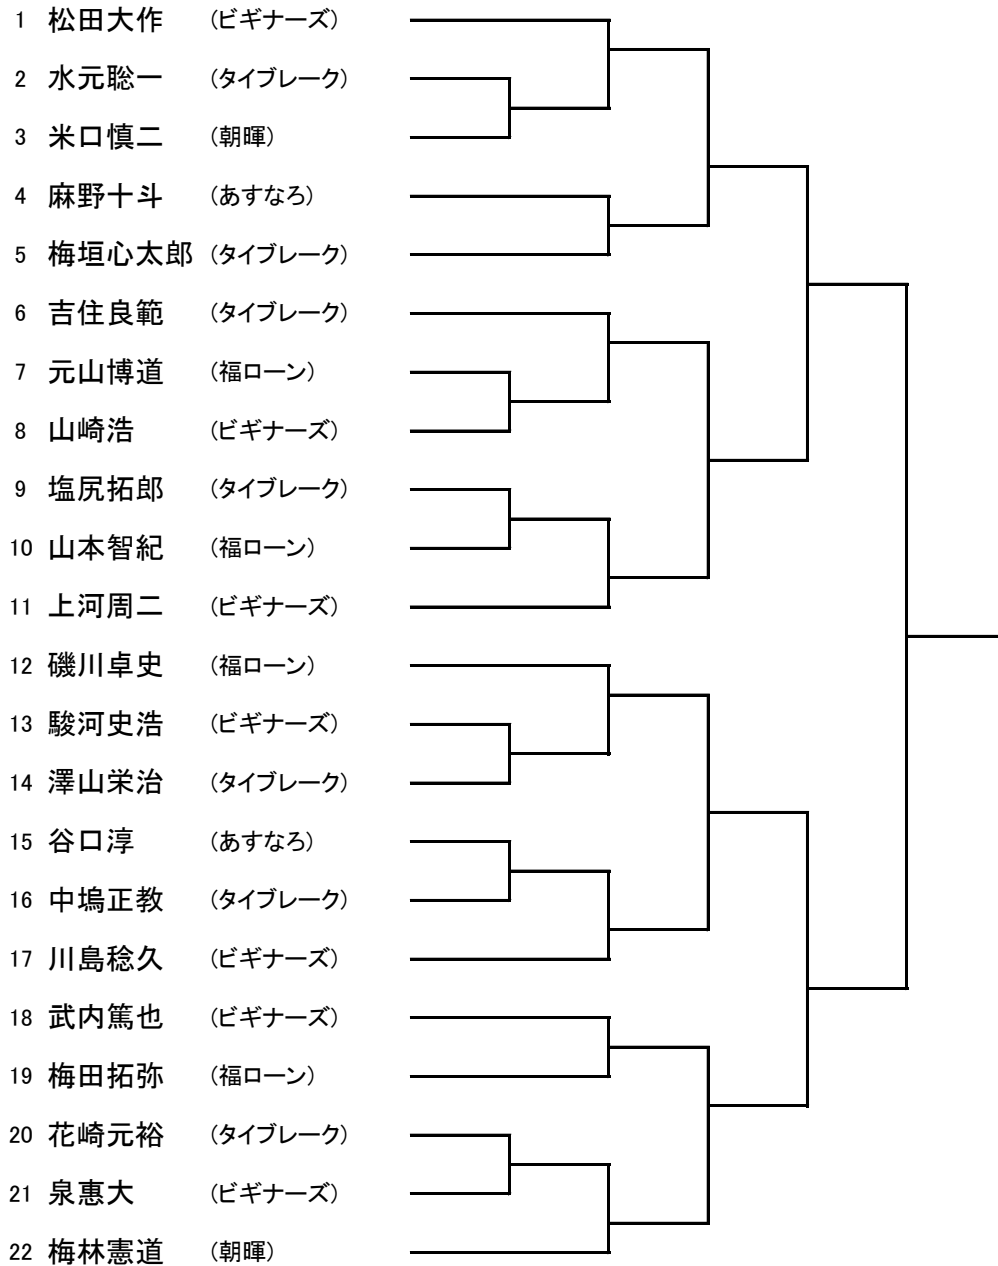 1 松田大作 (ビギナーズ)
2 水元聡一 (タイブレーク)
3 米口慎二 (朝暉)
4 麻野十斗 (あすなろ)
5 梅垣心太郎 (タイブレーク)
6 吉住良範 (タイブレーク)
7 元山博道 (福ローン)
8 山崎浩 (ビギナーズ)
9 塩尻拓郎 (タイブレーク)
10 山本智紀 (福ローン)
11 上河周二 (ビギナーズ)
12 磯川卓史 (福ローン)
13 駿河史浩 (ビギナーズ)
14 澤山栄治 (タイブレーク)
15 谷口淳 (あすなろ)
16 中塢正教 (タイブレーク)
17 川島稔久 (ビギナーズ)
18 武内篤也 (ビギナーズ)
19 梅田拓弥 (福ローン)
20 花崎元裕 (タイブレーク)
21 泉惠大 (ビギナーズ)
22 梅林憲道 (朝暉)